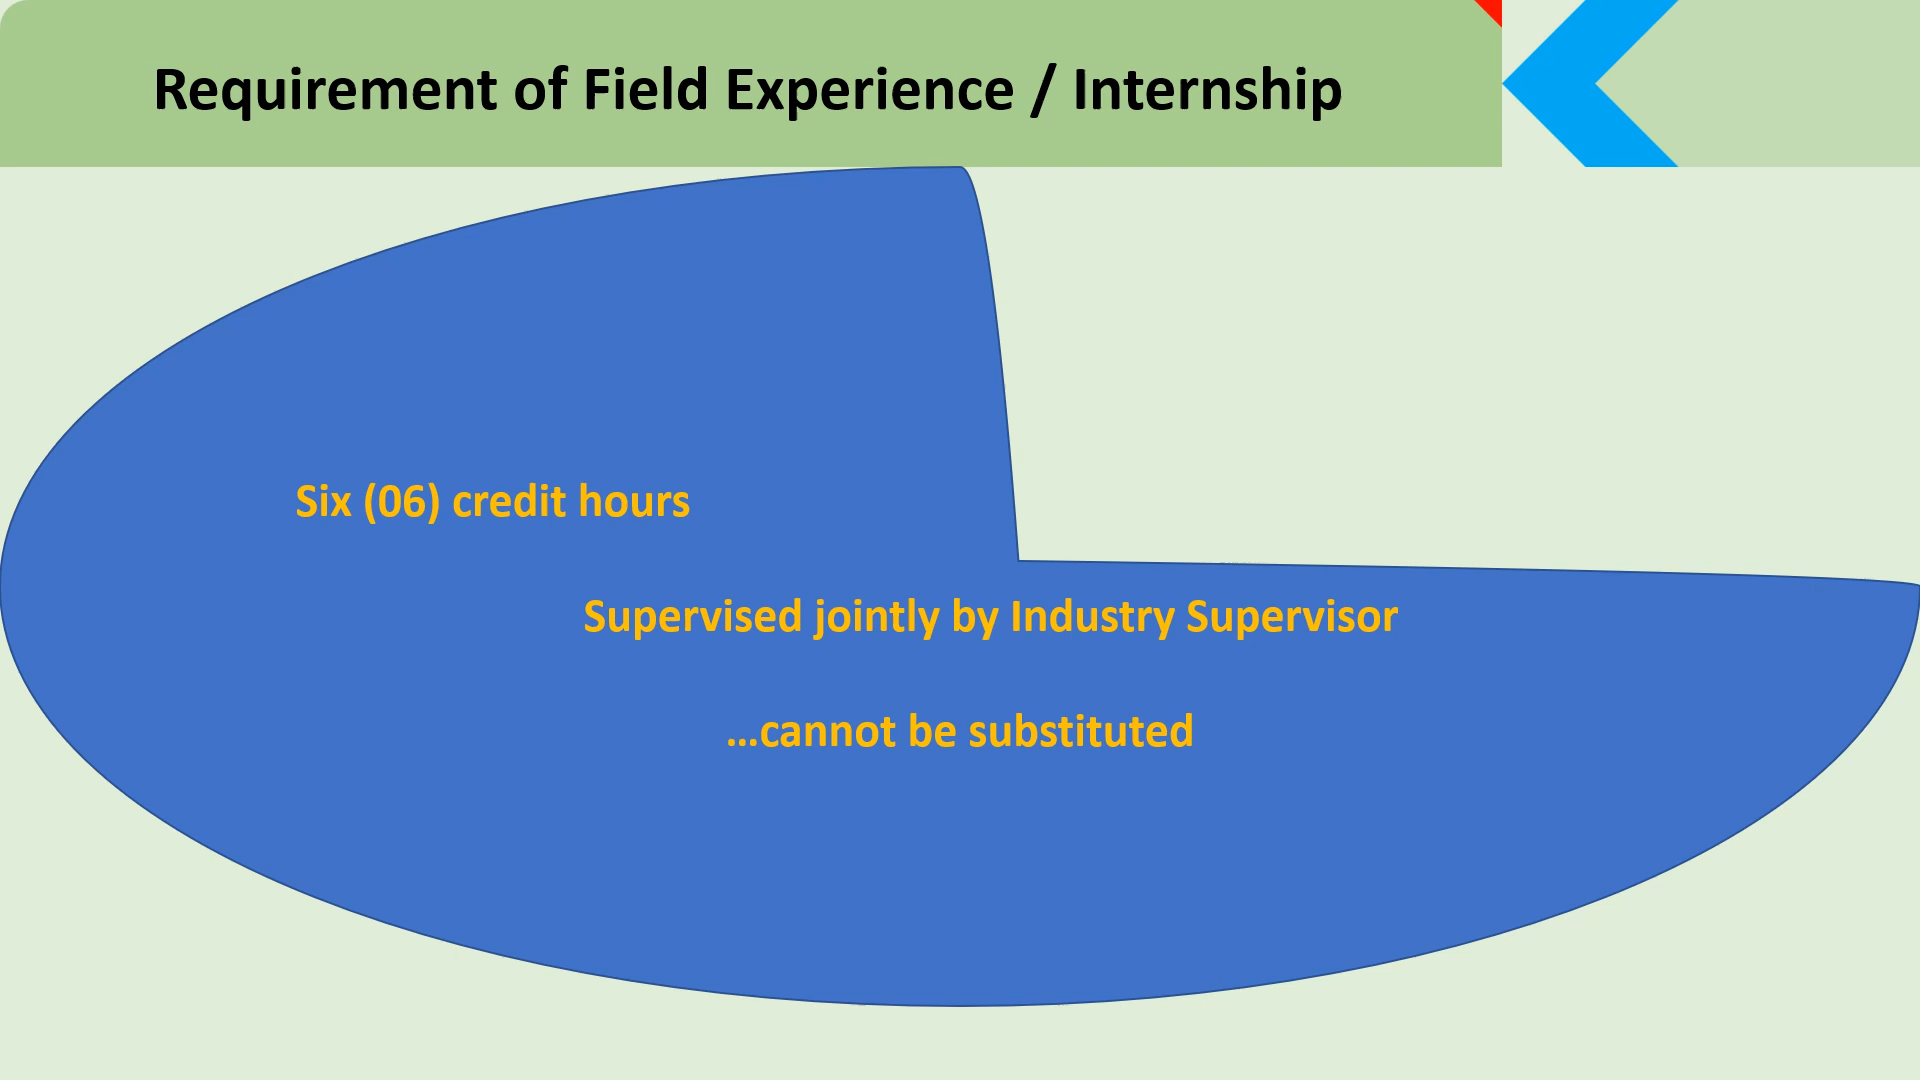 Requirement of Field Experience / Internship
Six (06) credit hours
Supervised jointly by Industry Supervisor
...cannot be substituted